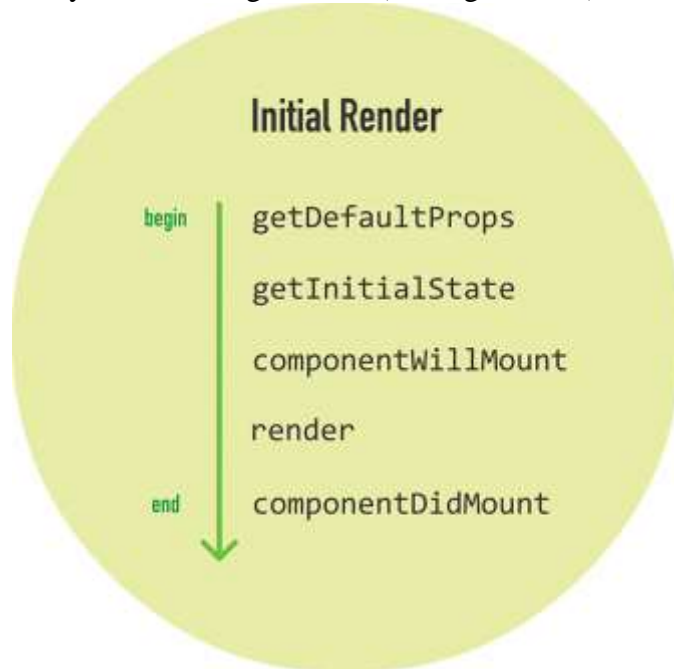 Initial Render
begin getDefaultProps
getInitialState
componentWillMount
render
end componentDidMount